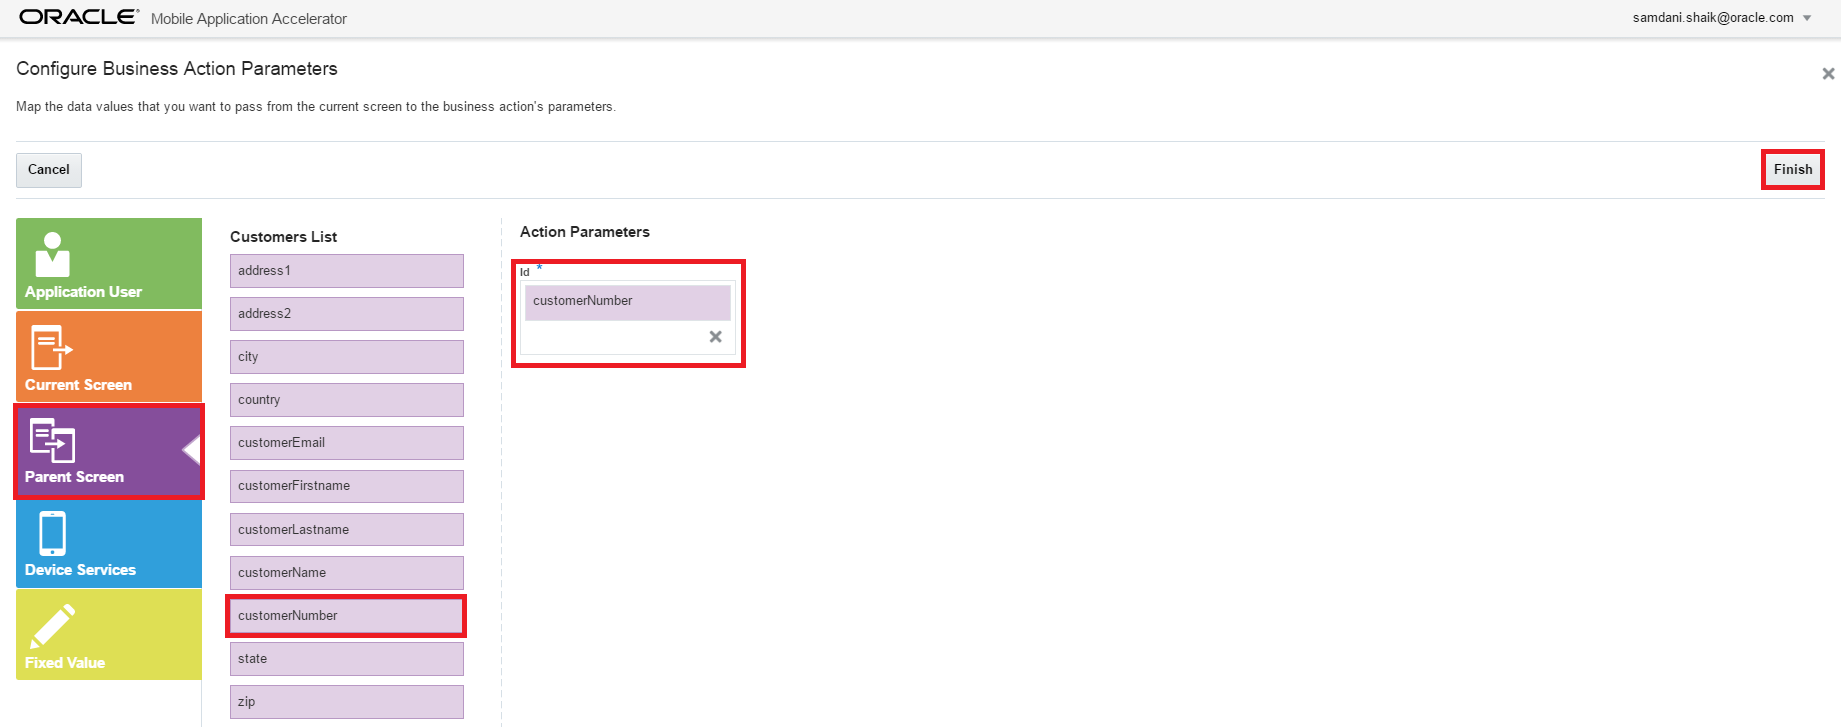 ORACLE® Mobile Application Accelerator
samdani.shaik@oracle.com
Configure Business Action Parameters
Map the data values that you want to pass from the current screen to the business action's parameters.
Cancel
Finish
Application User
Current Screen
Parent Screen
Device Services
Fixed Value
Customers List
address1
address2
city
country
customerEmail
customerFirstname
customerLastname
customerName
customerNumber
state
zip
Action Parameters
Id *
customerNumber